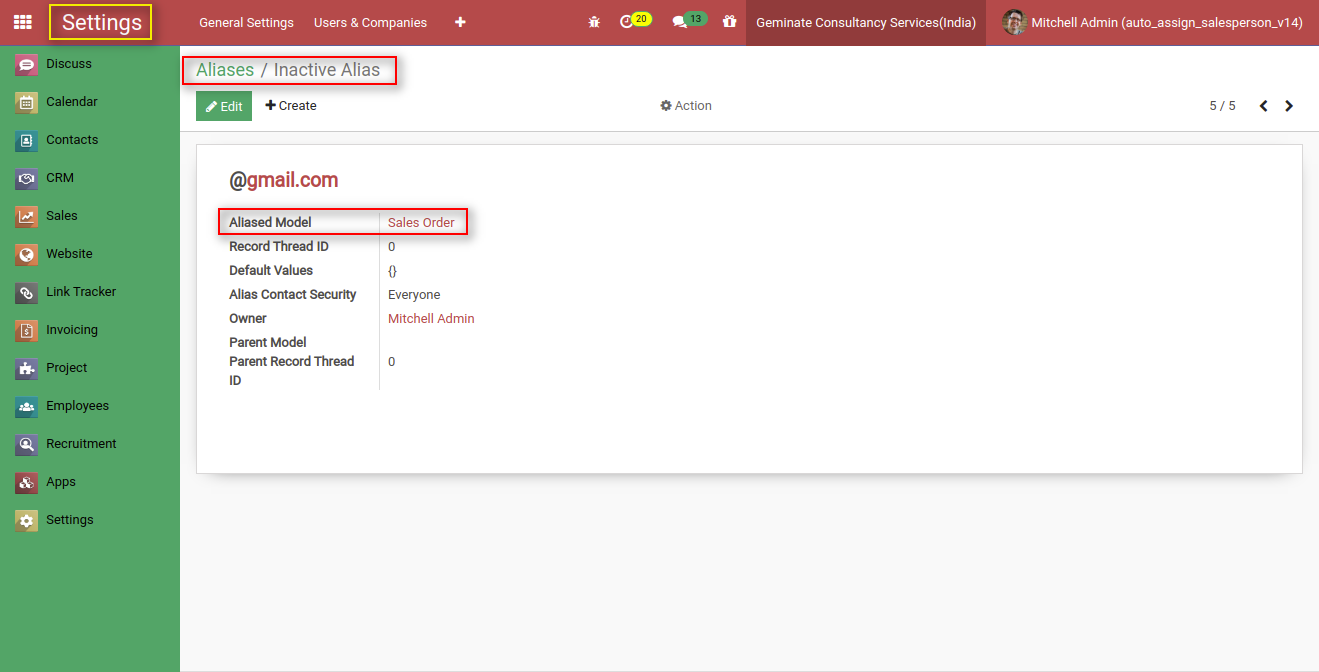 Settings General Settings Users & Companies 20 13 Geminate Consultancy Services(India) Mitchell Admin (auto_assign_salesperson_v14)
Discuss
Calendar
Contacts
CRM
Sales
Website
Link Tracker
Invoicing
Project
Employees
Recruitment
Apps
Settings
Aliases / Inactive Alias
Edit Create Action 5 / 5
@gmail.com
Aliased Model Sales Order
Record Thread ID 0
Default Values {}
Alias Contact Security Everyone
Owner Mitchell Admin
Parent Model
Parent Record Thread 0
ID